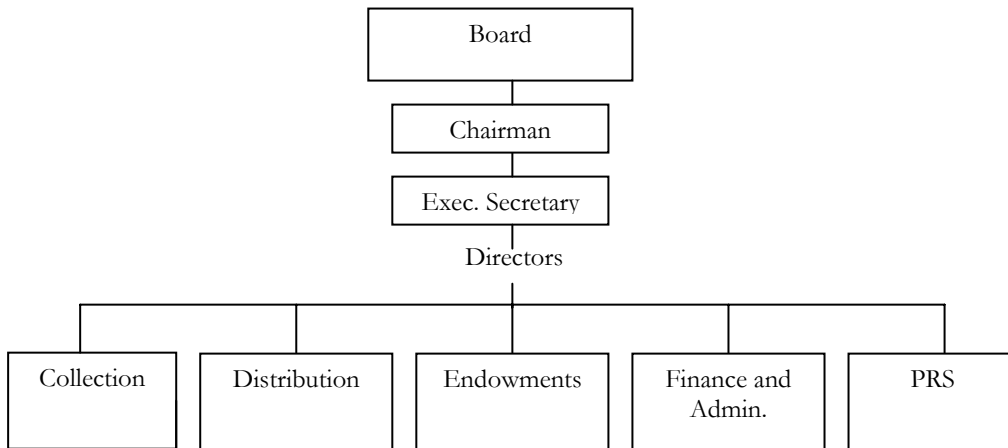 Board
Chairman
Exec. Secretary
Directors
Collection
Distribution
Endowments
Finance and
Admin.
PRS